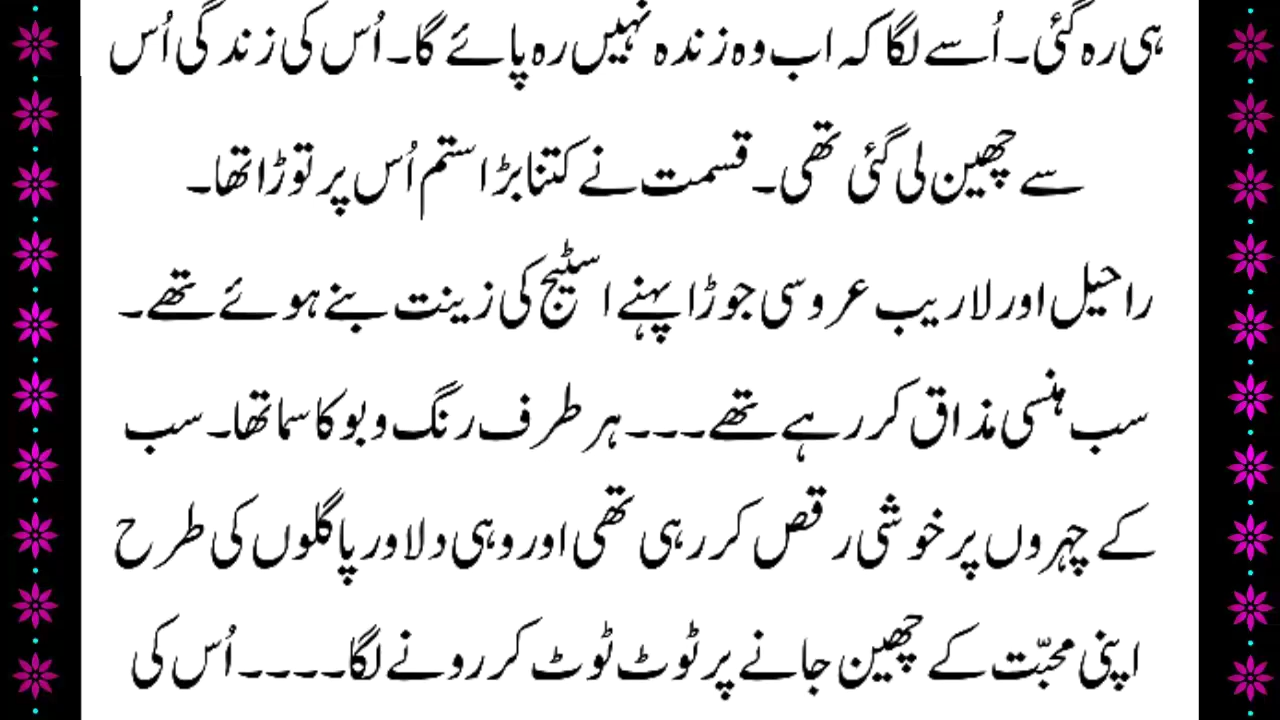 ہی رہ گئی۔ اُسے لگا کہ اب وہ زندہ نہیں رہ پائے گا۔ اُس کی زندگی اُس
سے چھین لی گئی تھی۔ قسمت نے کتنا بڑا ستم اُس پر توڑا تھا۔
راحیل اور لاریب عروسی جوڑا پہنے اسٹیج کی زینت بنے ہوئے تھے۔
سب ہنسی مذاق کر رہے تھے۔۔۔ ہر طرف رنگ و بو کا سما تھا۔ سب
کے چہروں پر خوشی رقص کر رہی تھی اور وہی دلاور پاگلوں کی طرح
اپنی محبّت کے چھین جانے پر ٹوٹ ٹوٹ کر رونے لگا۔۔۔۔ اُس کی